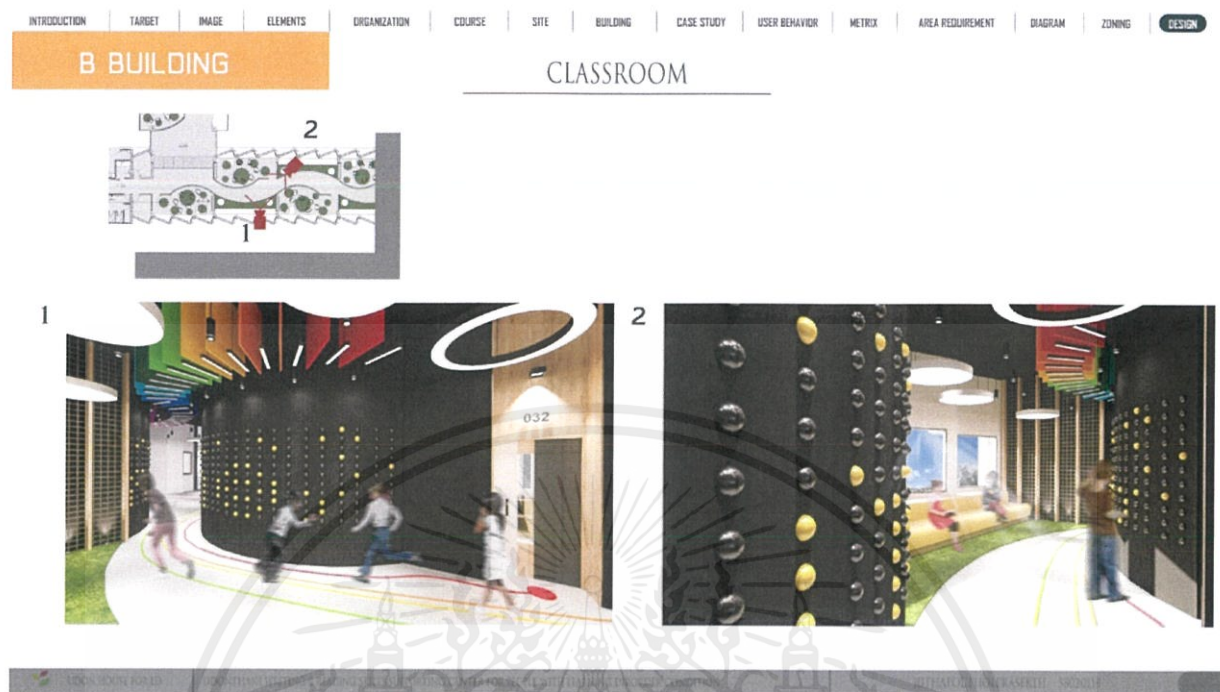 INTRODUCTION TARGET IMAGE ELEMENTS ORGANIZATION COURSE SITE BUILDING CASE STUDY USER BEHAVIOR METRIX AREA REQUIREMENT DIAGRAM ZONING DESIGN
B BUILDING
CLASSROOM
2
1
1
2
032